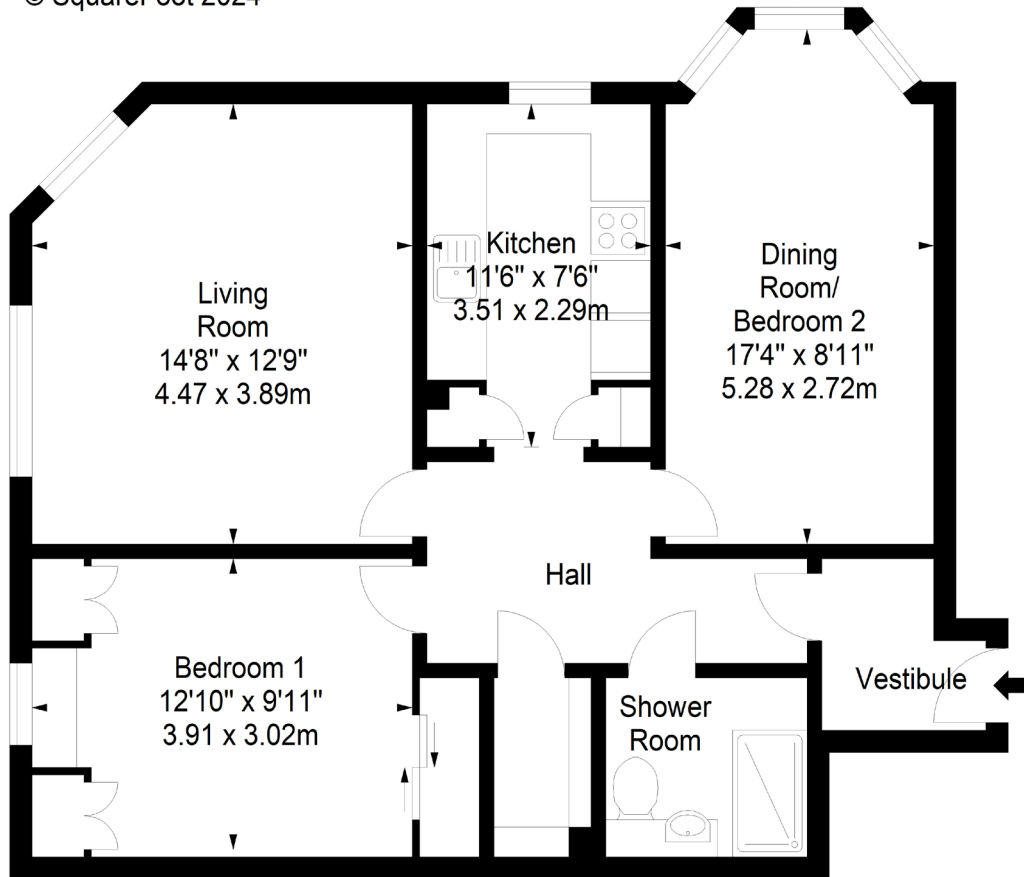 © SquareFoot 2024
Living
Room
14'8" x 12'9"
4.47 x 3.89m
Kitchen
11'6" x 7'6"
3.51 x 2.29m
Dining
Room/
Bedroom 2
17'4" x 8'11"
5.28 x 2.72m
Hall
Bedroom 1
12'10" x 9'11"
3.91 x 3.02m
Shower
Room
Vestibule